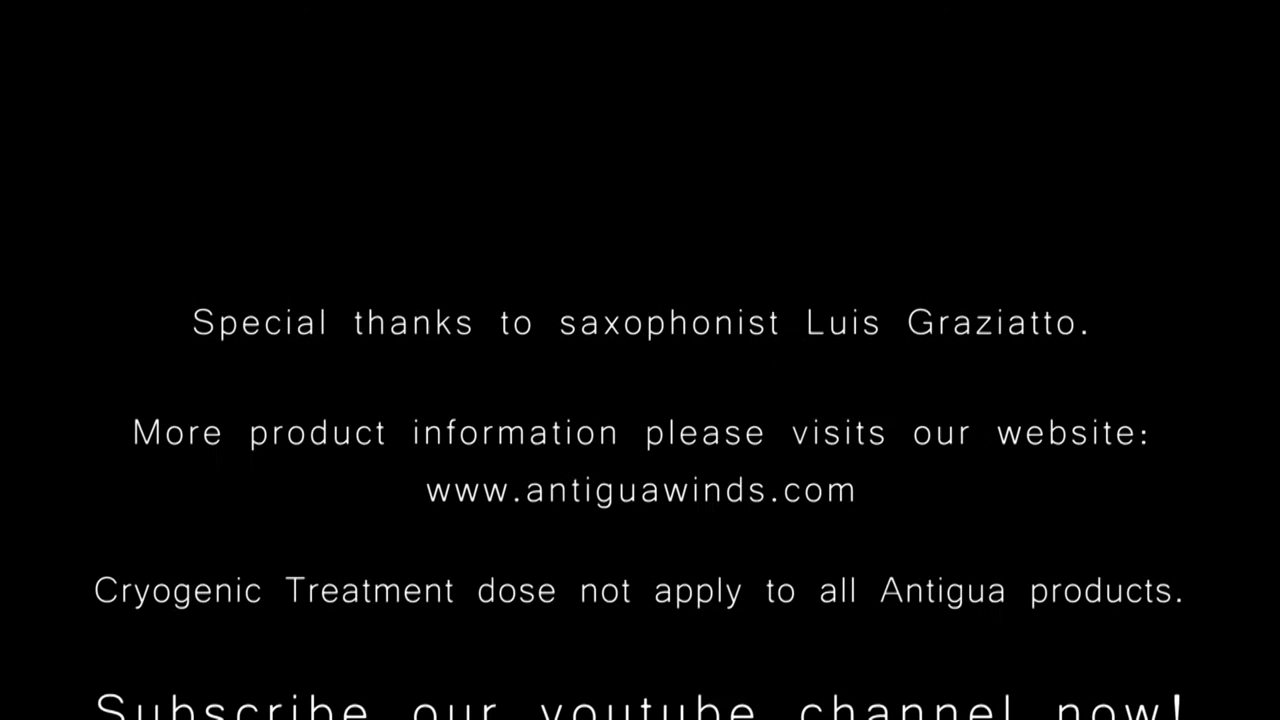 Special thanks to saxophonist Luis Graziatto.
More product information please visits our website:
www.antiguawinds.com
Cryogenic Treatment dose not apply to all Antigua products.
Subscribe our youtube channel now!